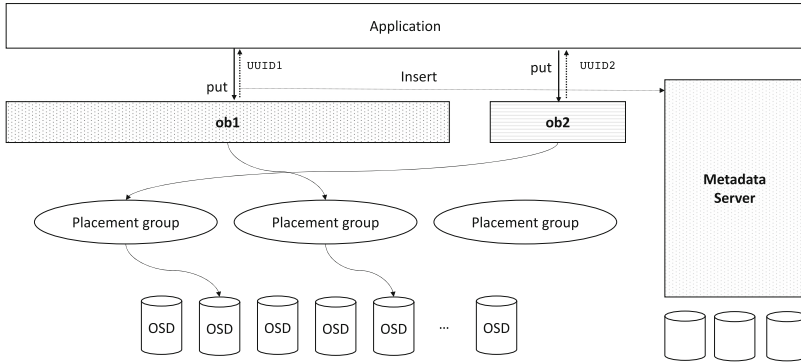 Application
put UUID1 put UUID2
Insert
ob1 ob2
Metadata
Server
Placement group Placement group Placement group
OSD OSD OSD OSD OSD ... OSD